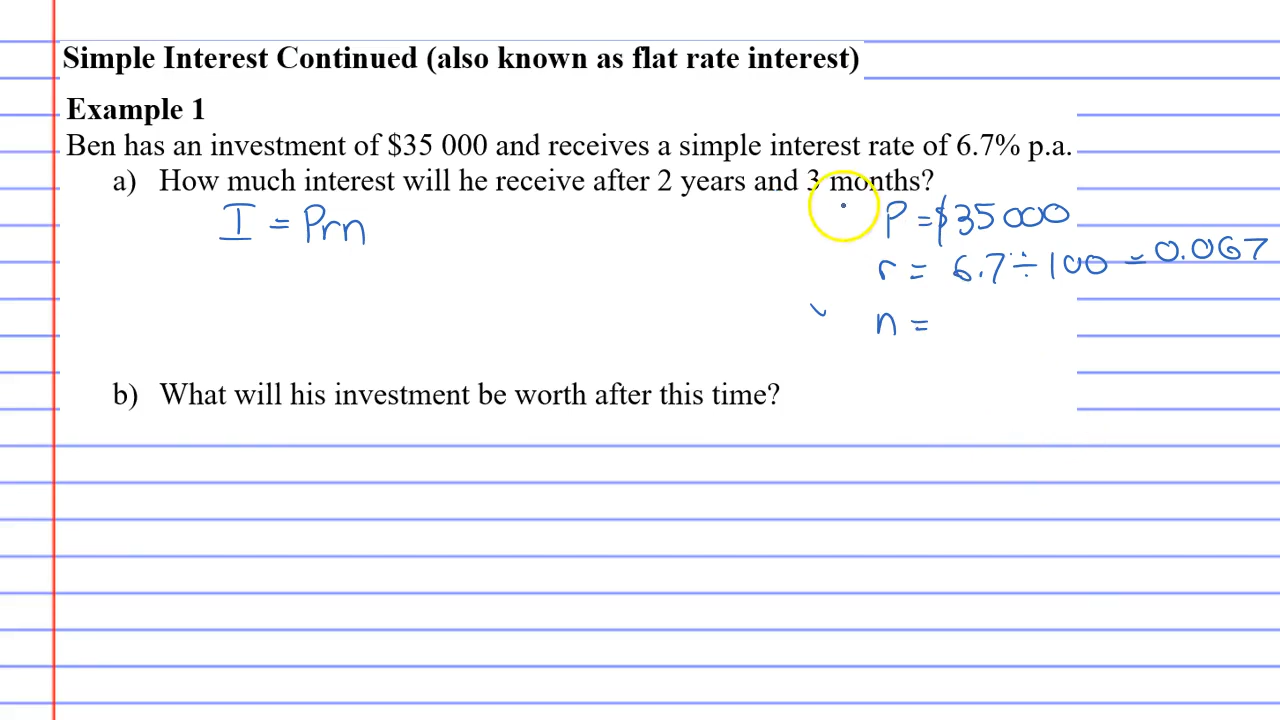 Simple Interest Continued (also known as flat rate interest)
Example 1
Ben has an investment of $35 000 and receives a simple interest rate of 6.7% p.a.
a) How much interest will he receive after 2 years and 3 months?
I = Prn
P = $35 000
r = 6.7 ÷ 100 = 0.067
n =
b) What will his investment be worth after this time?